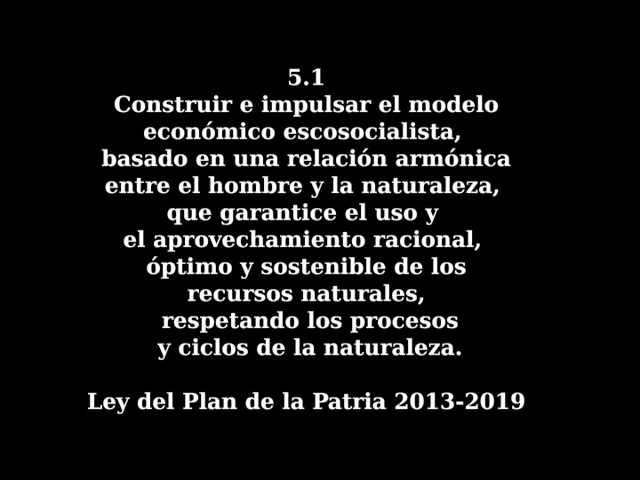 5.1
Construir e impulsar el modelo
económico escosocialista,
basado en una relación armónica
entre el hombre y la naturaleza,
que garantice el uso y
el aprovechamiento racional,
óptimo y sostenible de los
recursos naturales,
respetando los procesos
y ciclos de la naturaleza.
Ley del Plan de la Patria 2013-2019